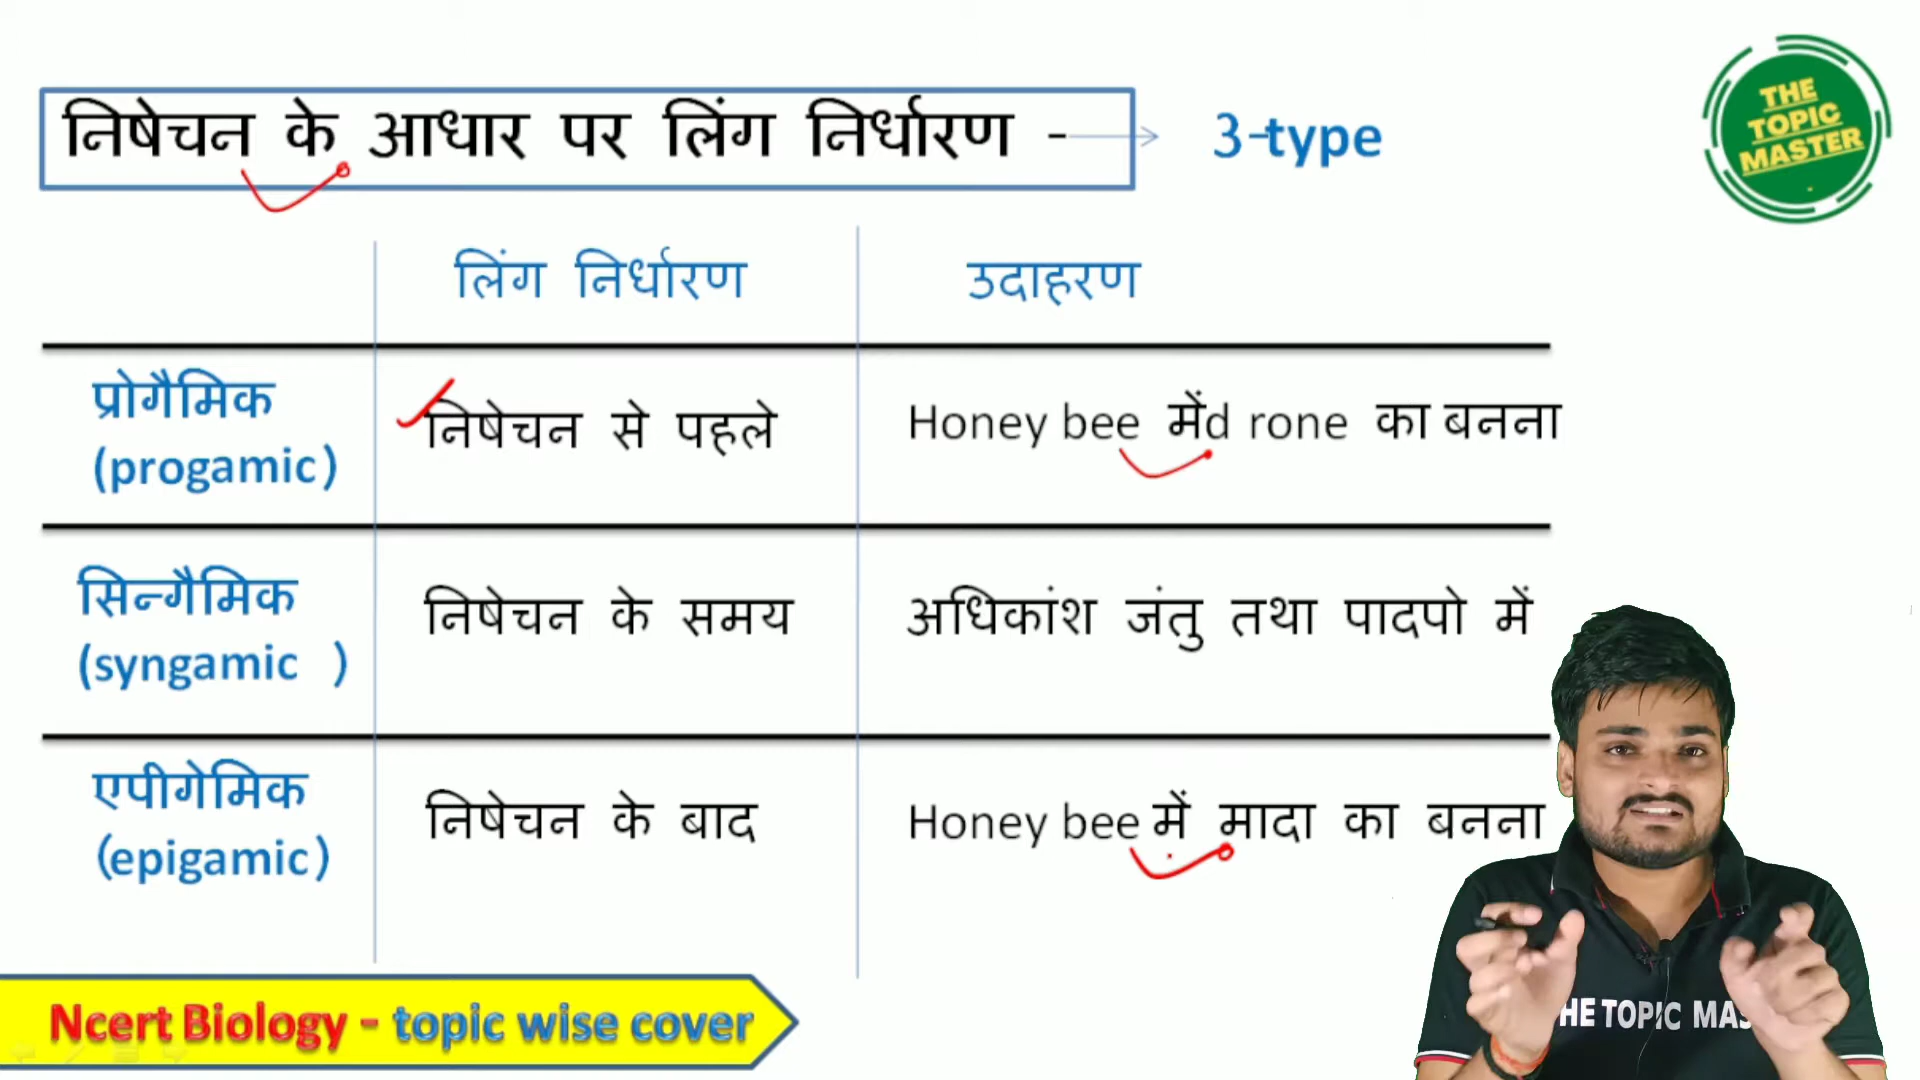 निषेचन के आधार पर लिंग निर्धारण - 3-type
THE
TOPIC
MASTER
लिंग निर्धारण उदाहरण
प्रोगैमिक
(progamic)
निषेचन से पहले
Honey bee मेंd rone का बनना
सिन्गैमिक
(syngamic )
निषेचन के समय
अधिकांश जंतु तथा पादपो में
एपीगेमिक
(epigamic)
निषेचन के बाद
Honey bee में मादा का बनना
Ncert Biology - topic wise cover
HE TOPIC MAS